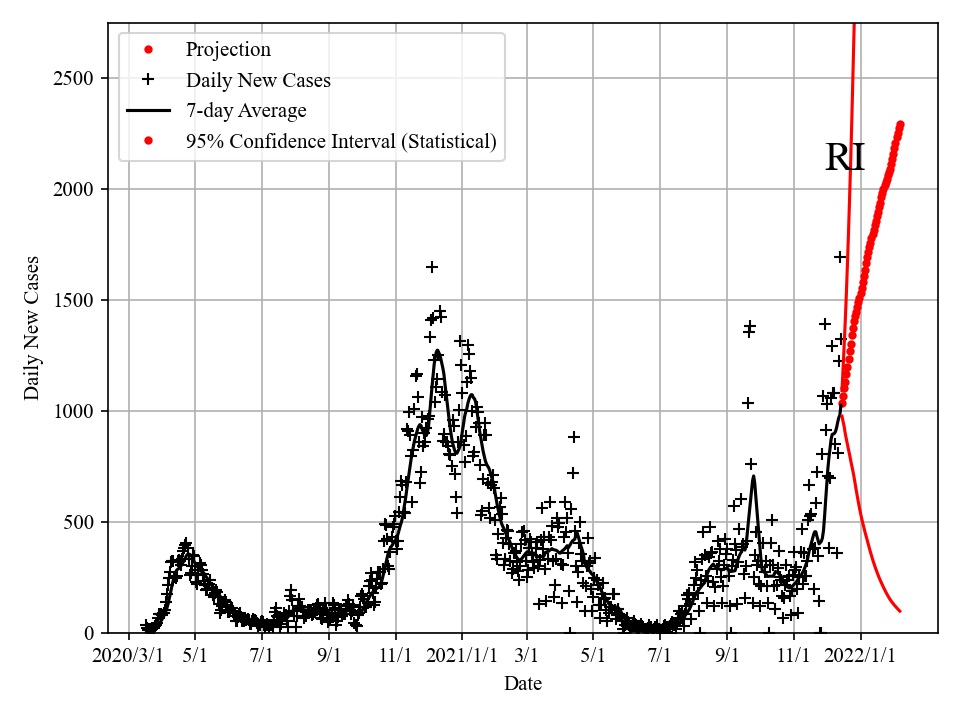 Projection
Daily New Cases
7-day Average
95% Confidence Interval (Statistical)
RI
2500
2000
1500
1000
500
0
Daily New Cases
2020/3/1 5/1 7/1 9/1 11/1 2021/1/1 3/1 5/1 7/1 9/1 11/1 2022/1/1
Date